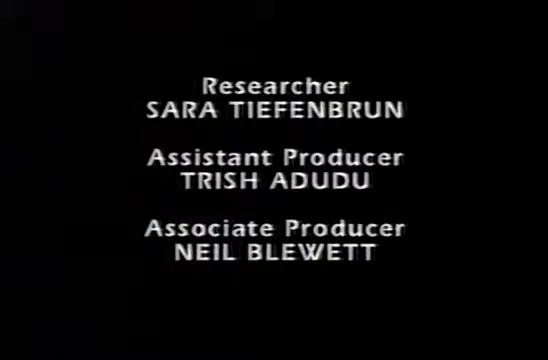 Researcher
SARA TIEFENBRUN
Assistant Producer
TRISH ADUDU
Associate Producer
NEIL BLEWETT